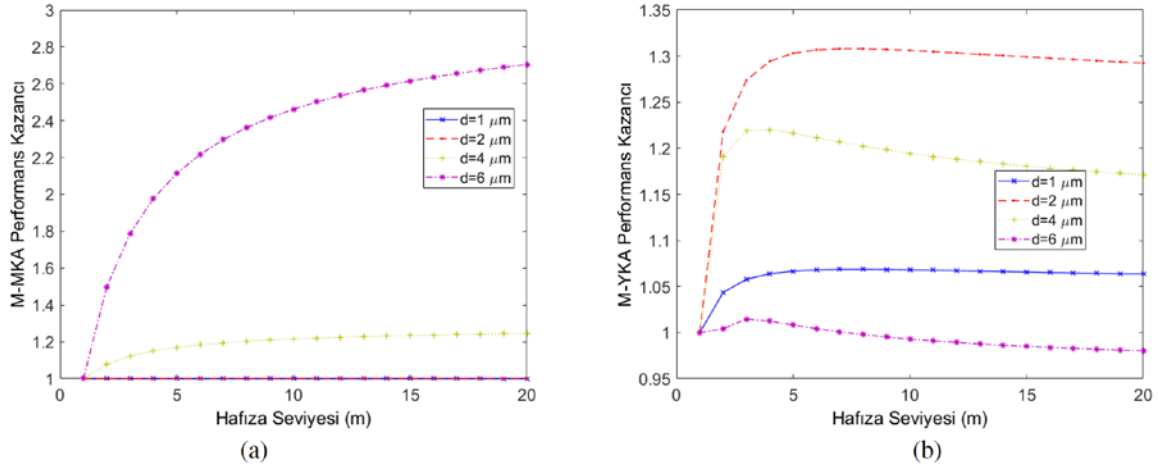 3
2.8
2.6
2.4
2.2
2
1.8
1.6
1.4
1.2
1
M-MKA Performans Kazancı
d=1 μm
d=2 μm
d=4 μm
d=6 μm
0 5 10 15 20
Hafıza Seviyesi (m)
(a)
1.35
1.3
1.25
1.2
1.15
1.1
1.05
1
0.95
M-YKA Performans Kazancı
d=1 μm
d=2 μm
d=4 μm
d=6 μm
0 5 10 15 20
Hafıza Seviyesi (m)
(b)